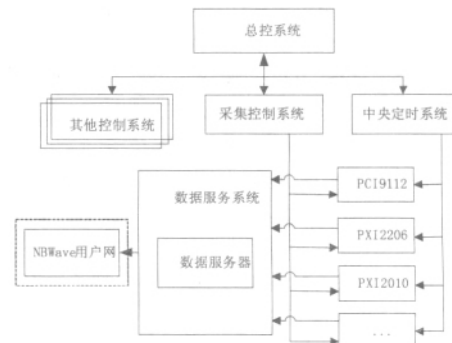 总控系统
其他控制系统
采集控制系统
中央定时系统
数据服务系统
PCI9112
NBWave用户网
数据服务器
PXI2206
PXI2010
...